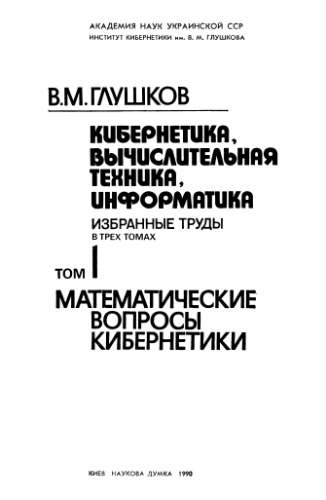 АКАДЕМИЯ НАУК УКРАИНСКОЙ ССР
ИНСТИТУТ КИБЕРНЕТИКИ им. В. М. ГЛУШКОВА
В.М.ГЛУШКОВ
КИБЕРНЕТИКА,
ВЫЧИСЛИТЕЛЬНАЯ
ТЕХНИКА,
ИНФОРМАТИКА
ИЗБРАННЫЕ ТРУДЫ
В ТРЕХ ТОМАХ
ТОМ 1
МАТЕМАТИЧЕСКИЕ
ВОПРОСЫ
КИБЕРНЕТИКИ
КИЕВ НАУКОВА ДУМКА 1990